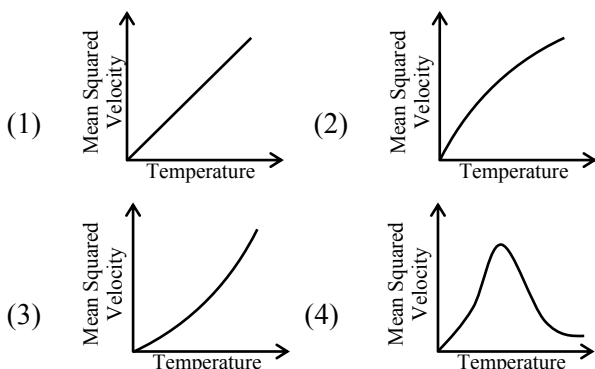 (1)
Mean Squared
Velocity
Temperature
(2)
Mean Squared
Velocity
Temperature
(3)
Mean Squared
Velocity
Temperature
(4)
Mean Squared
Velocity
Temperature